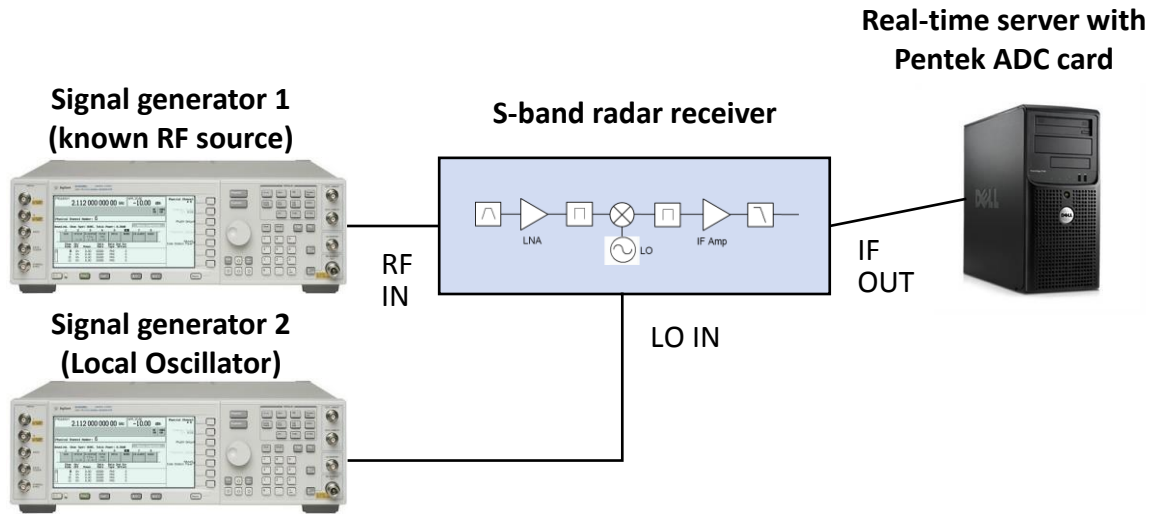 Real-time server with
Pentek ADC card
Signal generator 1
(known RF source)
S-band radar receiver
2.112 000 000 00
-10.00
LNA
LO
IF Amp
DELL
RF
IN
IF
OUT
LO IN
Signal generator 2
(Local Oscillator)
2.112 000 000 00
-10.00